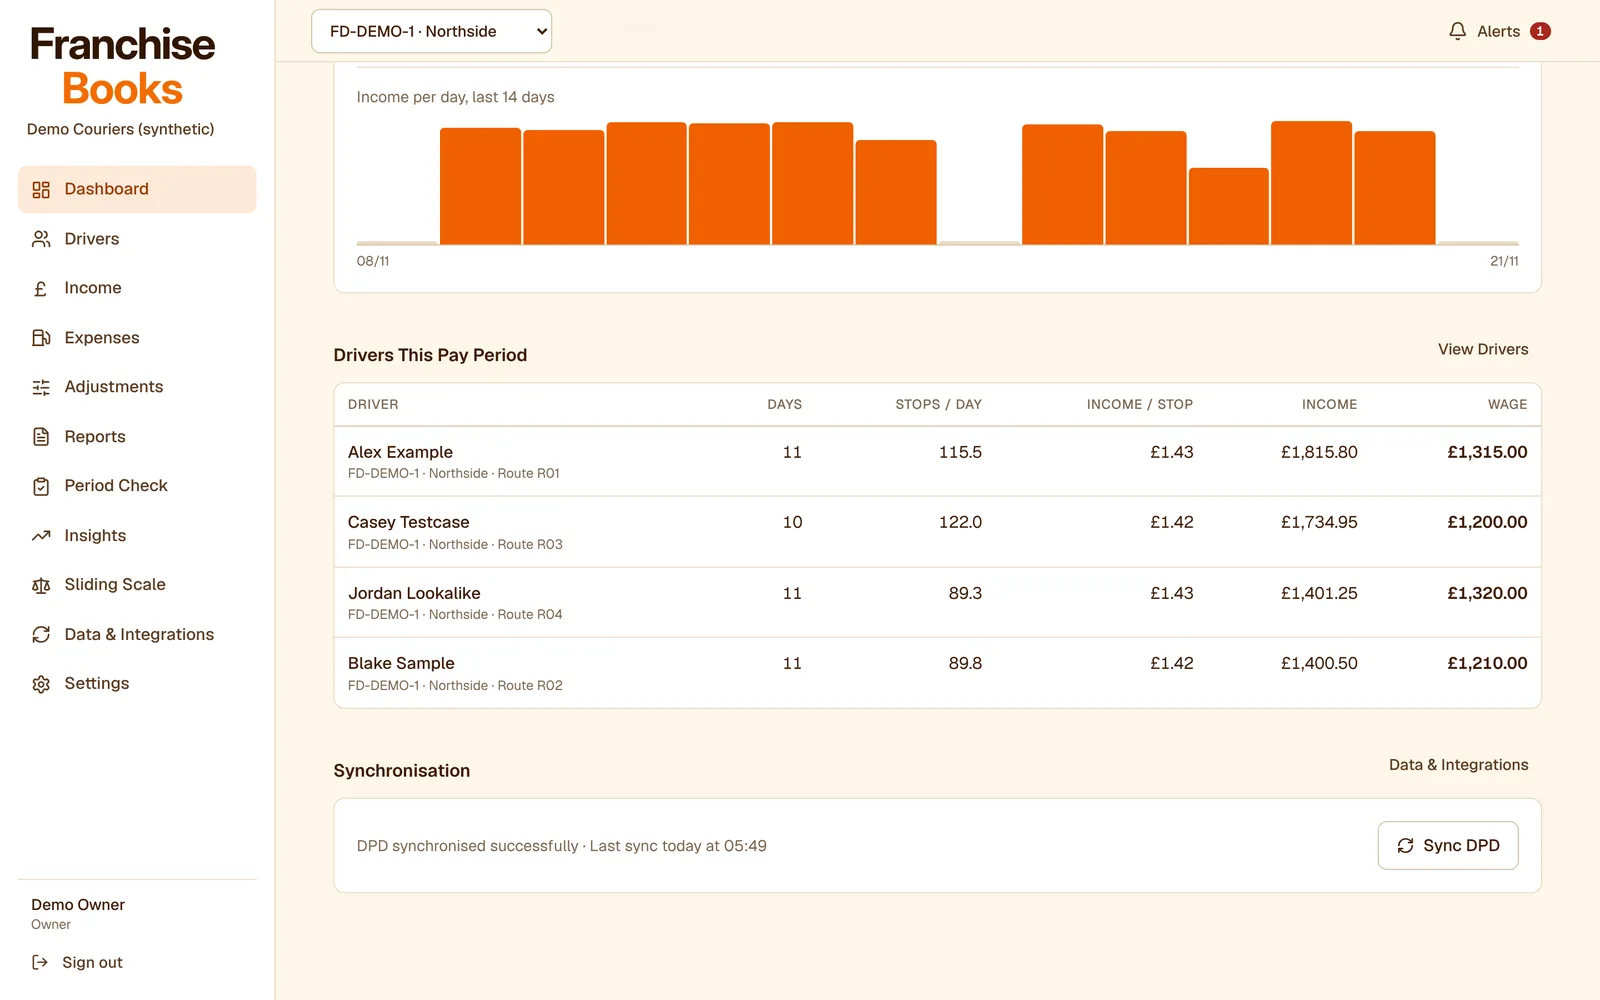 Franchise
Books
Demo Couriers (synthetic)
Dashboard
Drivers
Income
Expenses
Adjustments
Reports
Period Check
Insights
Sliding Scale
Data & Integrations
Settings
Demo Owner
Owner
Sign out
FD-DEMO-1 · Northside
Alerts 1
Income per day, last 14 days
08/11 21/11
Drivers This Pay Period
View Drivers
DRIVER DAYS STOPS / DAY INCOME / STOP INCOME WAGE
Alex Example 11 115.5 £1.43 £1,815.80 £1,315.00
FD-DEMO-1 · Northside · Route R01
Casey Testcase 10 122.0 £1.42 £1,734.95 £1,200.00
FD-DEMO-1 · Northside · Route R03
Jordan Lookalike 11 89.3 £1.43 £1,401.25 £1,320.00
FD-DEMO-1 · Northside · Route R04
Blake Sample 11 89.8 £1.42 £1,400.50 £1,210.00
FD-DEMO-1 · Northside · Route R02
Synchronisation
Data & Integrations
DPD synchronised successfully · Last sync today at 05:49
Sync DPD